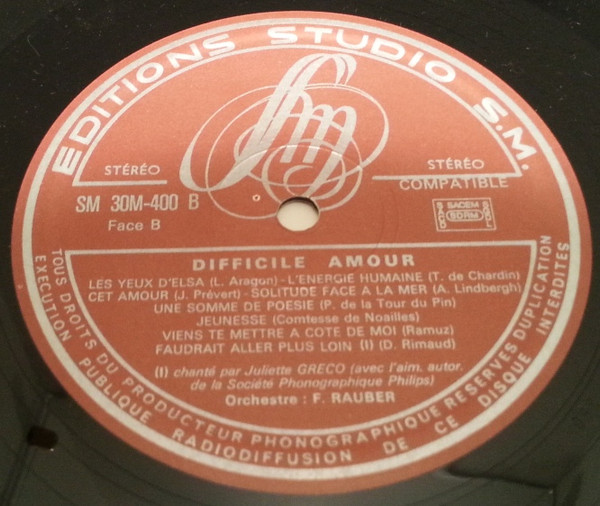 EDITIONS STUDIO S.M.
Sm
STÉRÉO
STÉRÉO
COMPATIBLE
SM 30M-400 B
Face B
SACEM
BDRM
DIFFICILE AMOUR
LES YEUX D'ELSA (L. Aragon) - L'ENERGIE HUMAINE (T. de Chardin)
CET AMOUR (J. Prévert) - SOLITUDE FACE A LA MER (A. Lindbergh)
UNE SOMME DE POESIE (P. de la Tour du Pin)
JEUNESSE (Comtesse de Noailles)
VIENS TE METTRE A COTE DE MOI (Ramuz)
FAUDRAIT ALLER PLUS LOIN (I) (D. Rimaud)
(I) chanté par Juliette GRECO (avec l'aim. autor.
de la Société Phonographique Philips)
Orchestre : F. RAUBER
TOUS DROITS DU PRODUCTEUR PHONOGRAPHIQUE RESERVES DUPLICATION
EXECUTION PUBLIQUE RADIODIFFUSION DE CE DISQUE INTERDITES